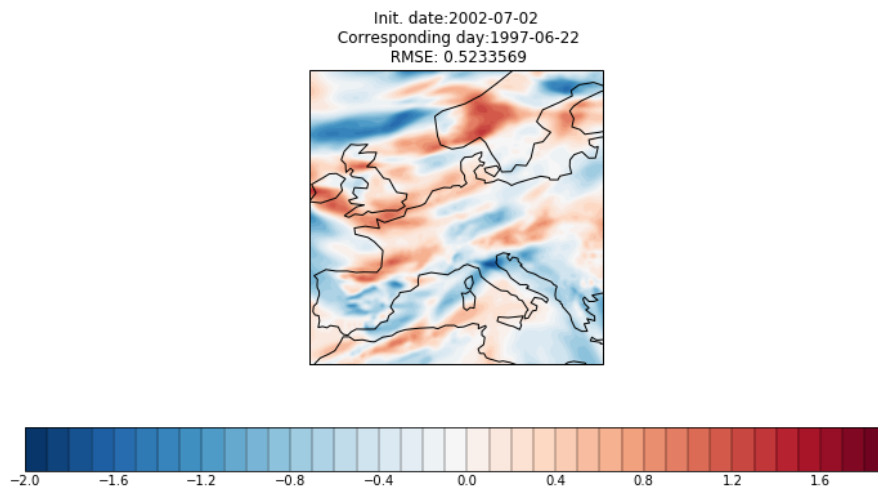 Init. date:2002-07-02
Corresponding day:1997-06-22
RMSE: 0.5233569
−2.0 −1.6 −1.2 −0.8 −0.4 0.0 0.4 0.8 1.2 1.6